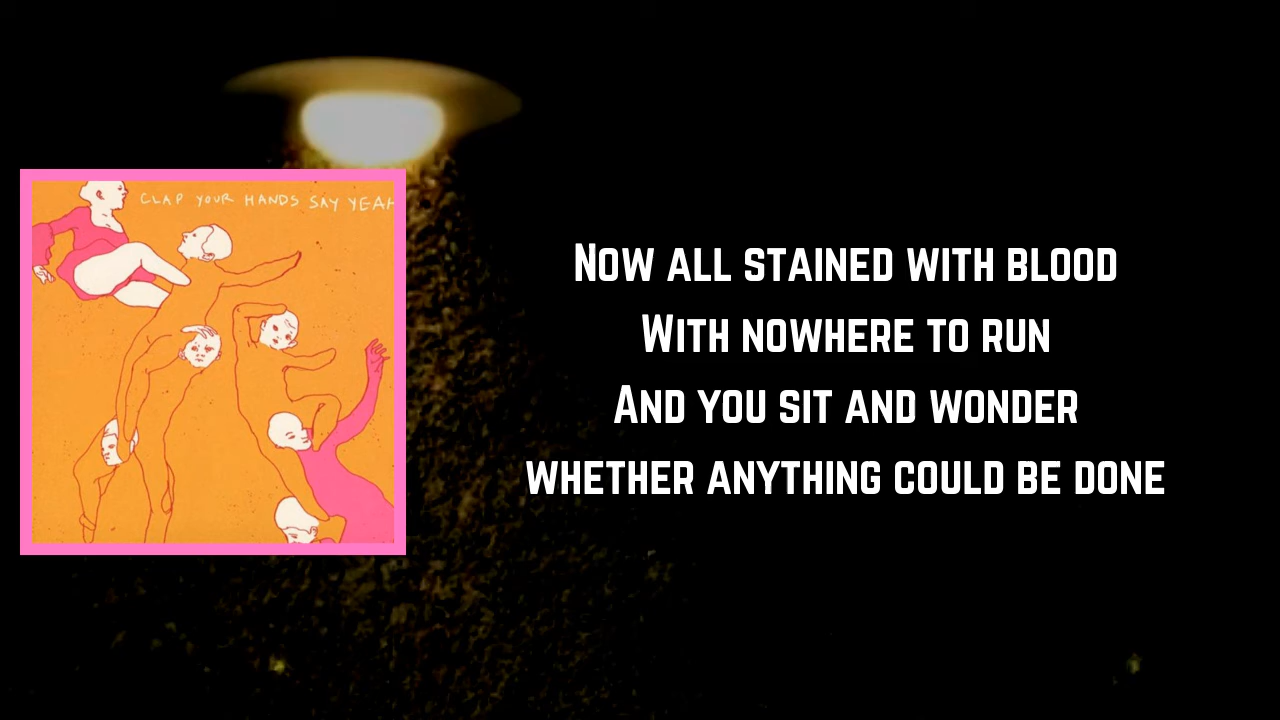 CLAP YOUR HANDS SAY YEAH
Now all stained with blood
With nowhere to run
And you sit and wonder
whether anything could be done